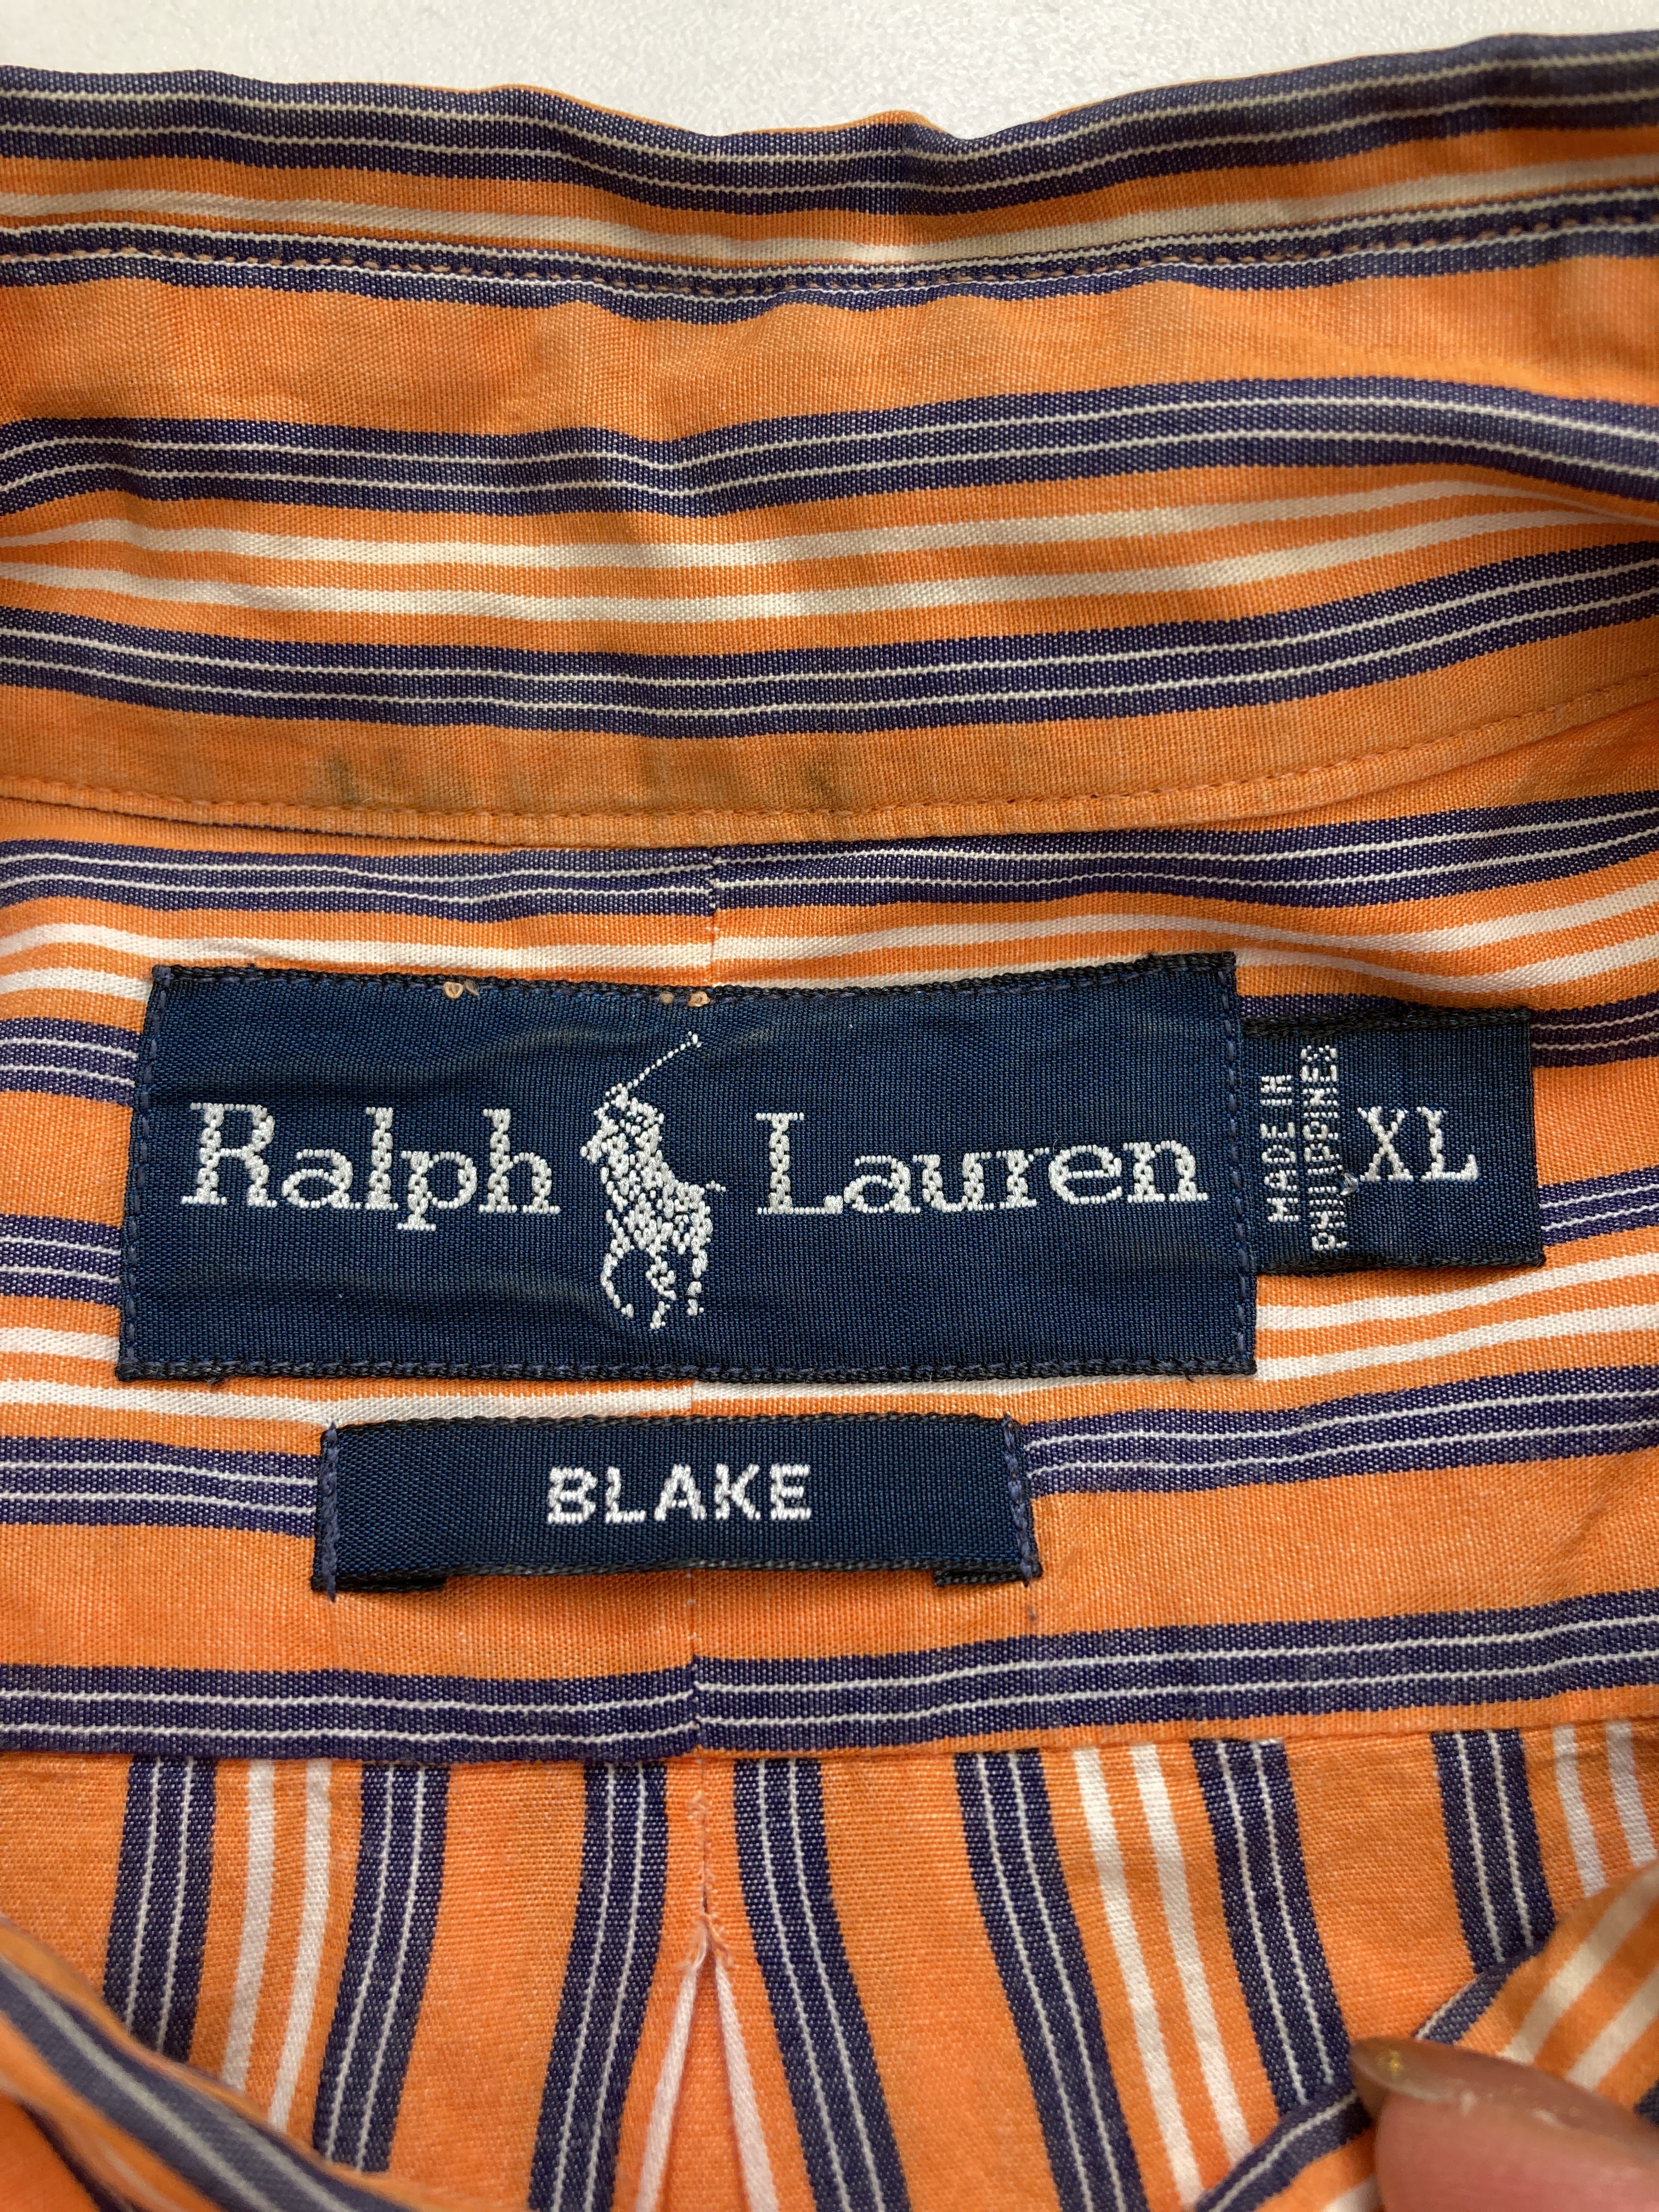 Ralph Lauren
MADE IN
PHILIPPINES
XL
BLAKE